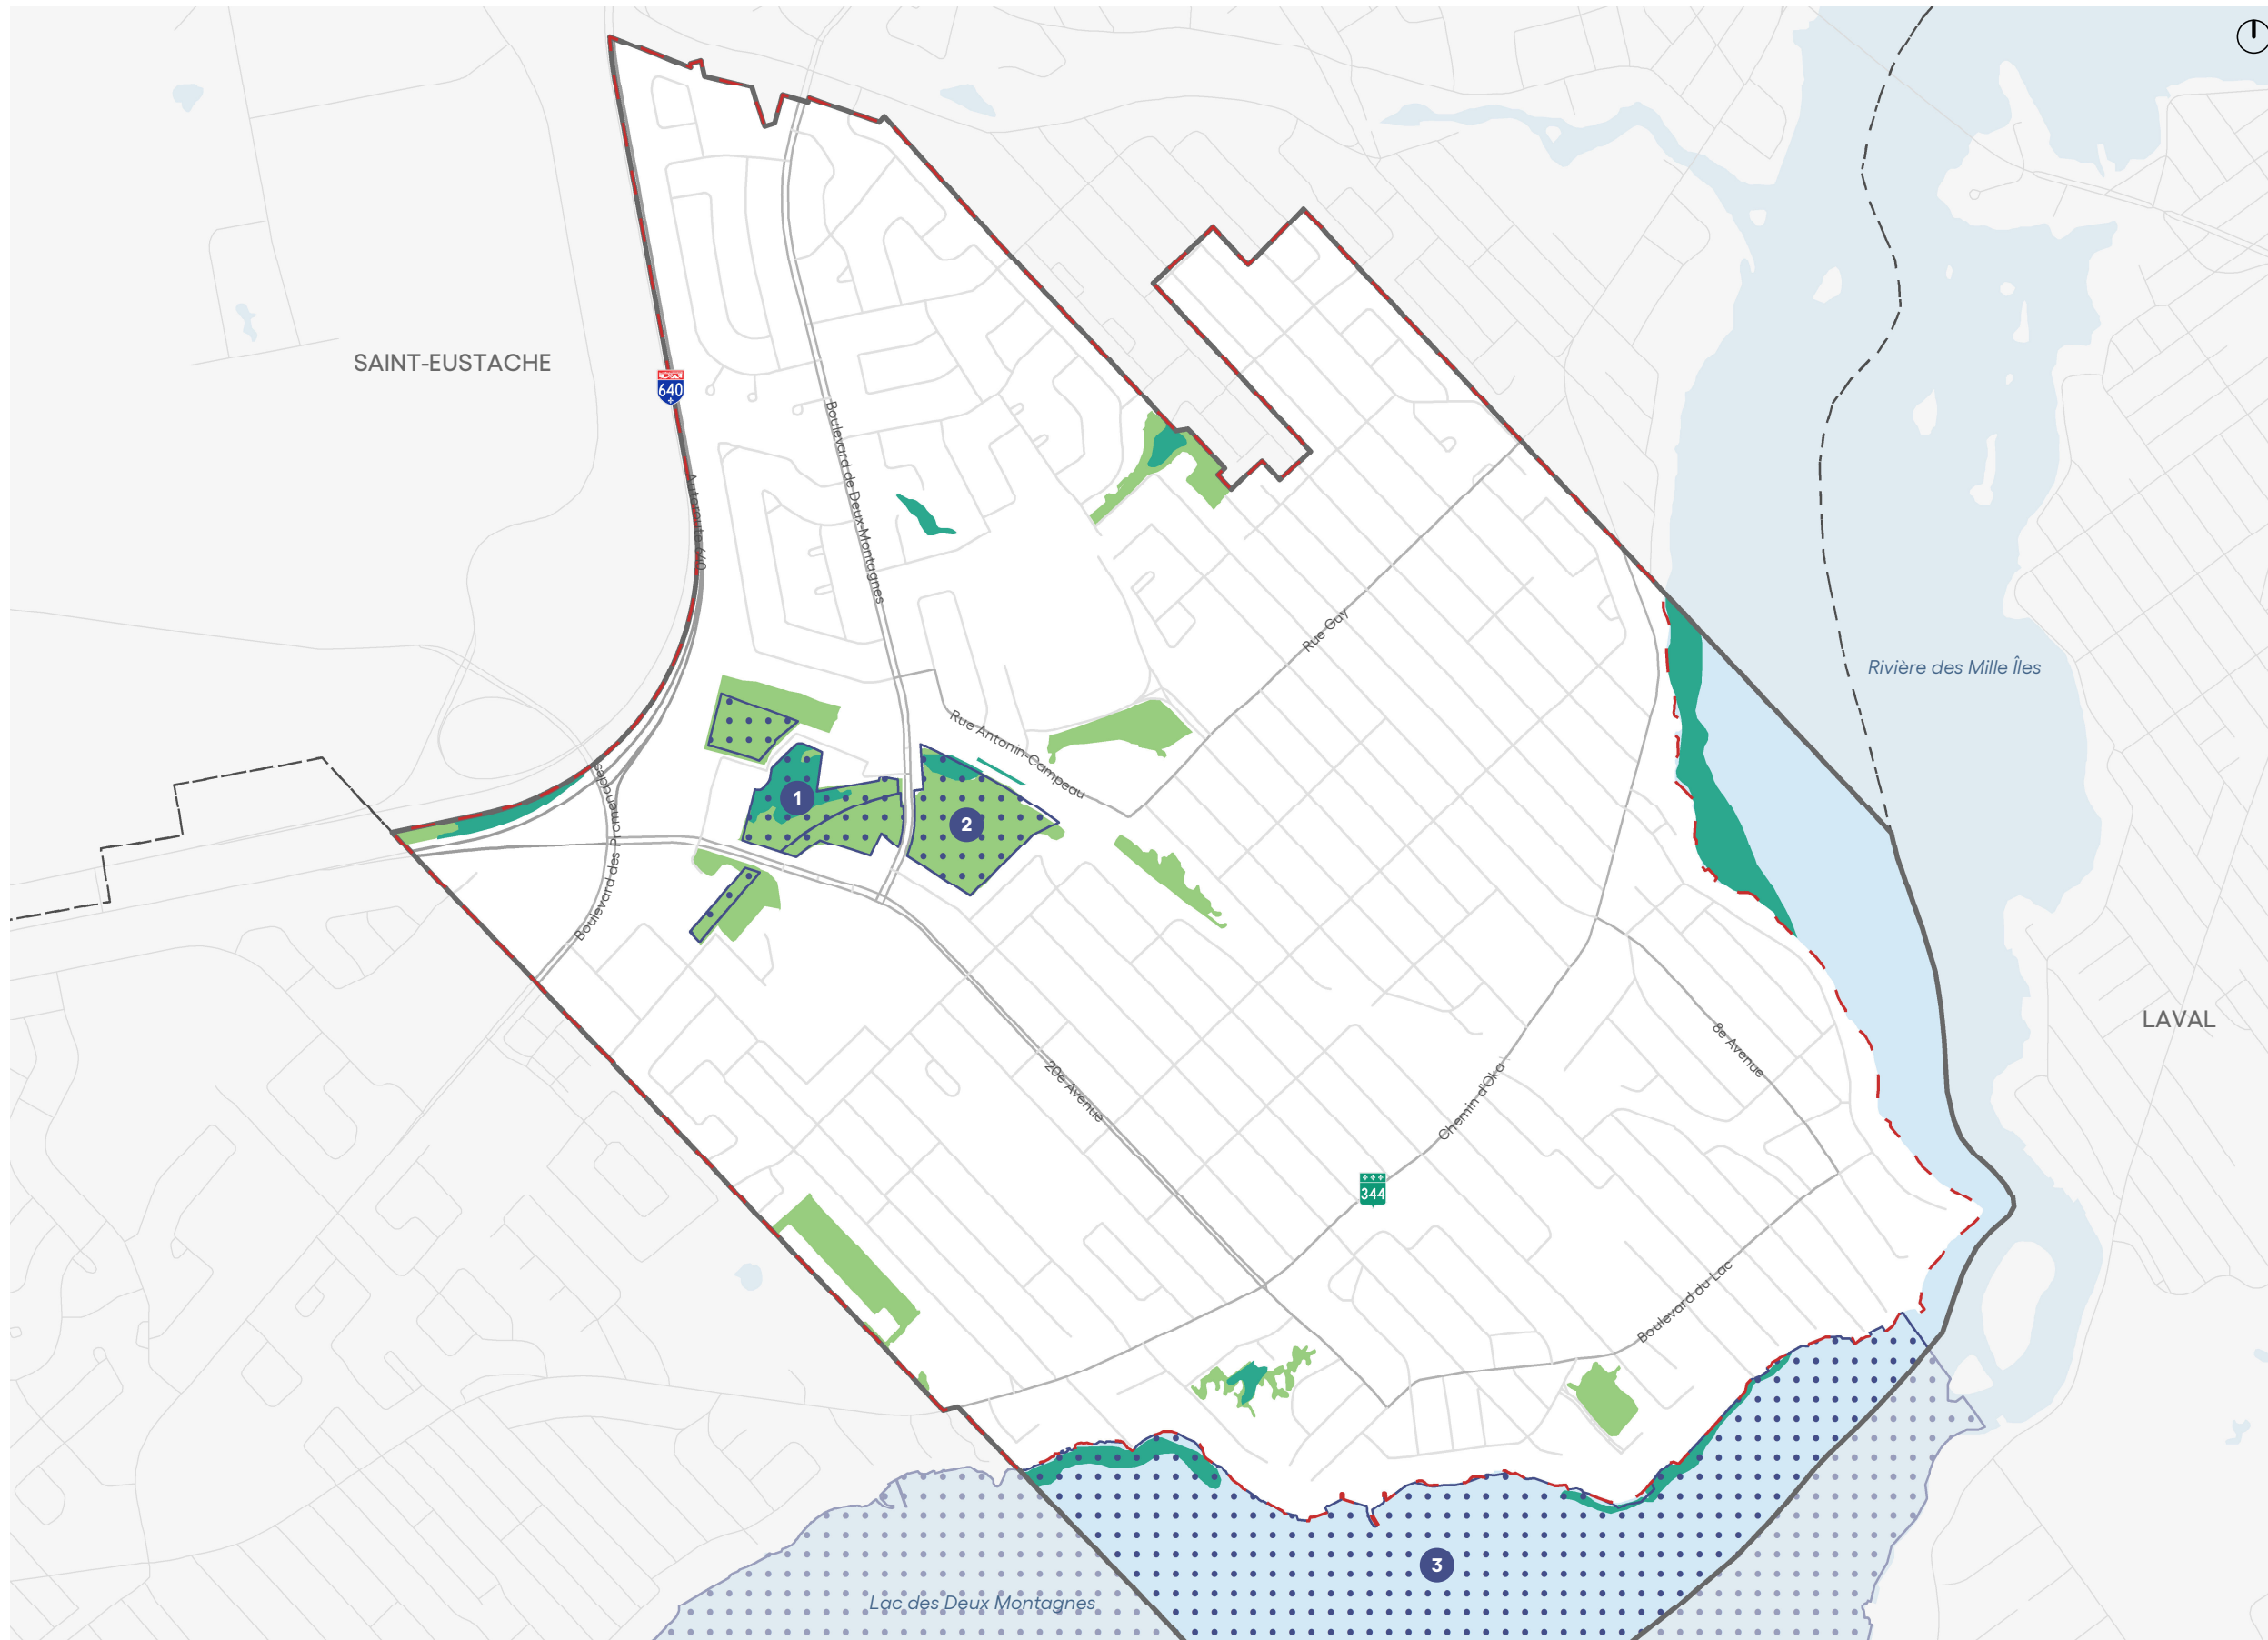 SAINT-EUSTACHE
640
Boulevard de Deux-Montagnes
Autoroute 640
Rue Guy
Rivière des Mille Îles
Rue Antonin-Campeau
1
2
Boulevard des Promenades
LAVAL
8e Avenue
20e Avenue
Chemin d'Oka
344
Boulevard du Lac
3
Lac des Deux Montagnes